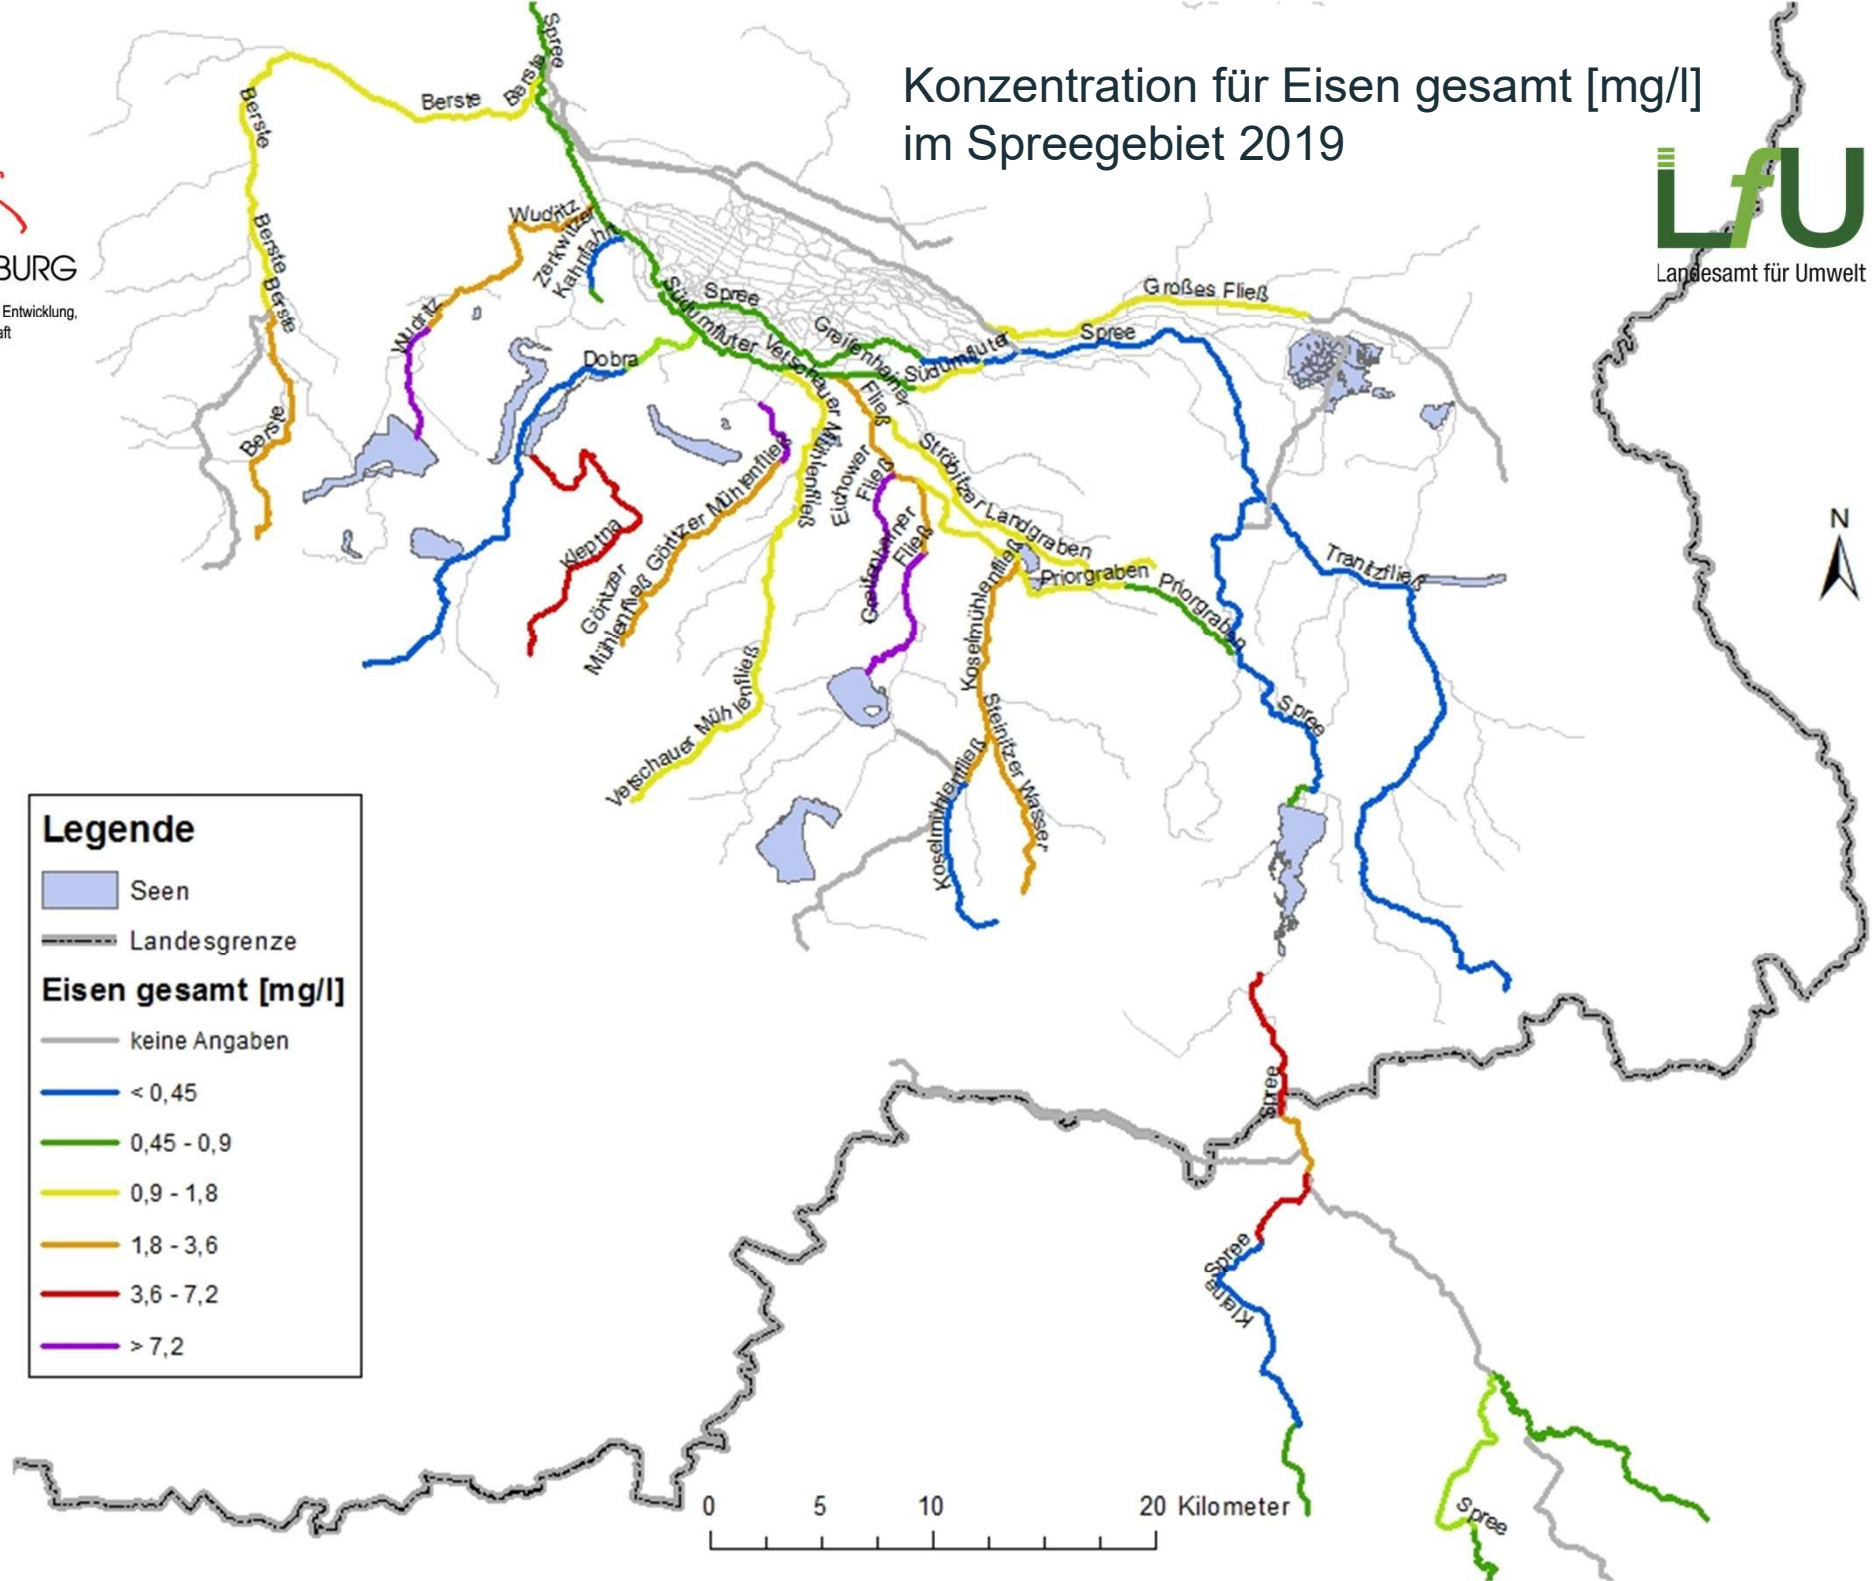 Konzentration für Eisen gesamt [mg/l]
im Spreegebiet 2019
LfU
Landesamt für Umwelt
BURG
Entwicklung,
aft
N
Spree
Berste
Berste
Berste
Berste
Berste
Berste
Wudritz
Wudritz
Zerkwitzer
Kahnfahrt
Dobra
Südumfluter
Spree
Vetschauer Mühlenfließ
Greifenhainer
Fließ
Südumfluter
Spree
Großes Fließ
Kleptna
Göritzer Mühlenfließ
Göritzer
Mühlenfließ
Vetschauer Mühlenfließ
Eichower
Fließ
Greifenhainer
Fließ
Ströbitzer Landgraben
Priorgraben
Priorgraben
Tranitzfließ
Koselmühlenfließ
Steinitzer Wasser
Koselmühlenfließ
Spree
Spree
Kleine Spree
Spree
Legende
Seen
Landesgrenze
Eisen gesamt [mg/l]
keine Angaben
< 0,45
0,45 - 0,9
0,9 - 1,8
1,8 - 3,6
3,6 - 7,2
> 7,2
0 5 10 20 Kilometer